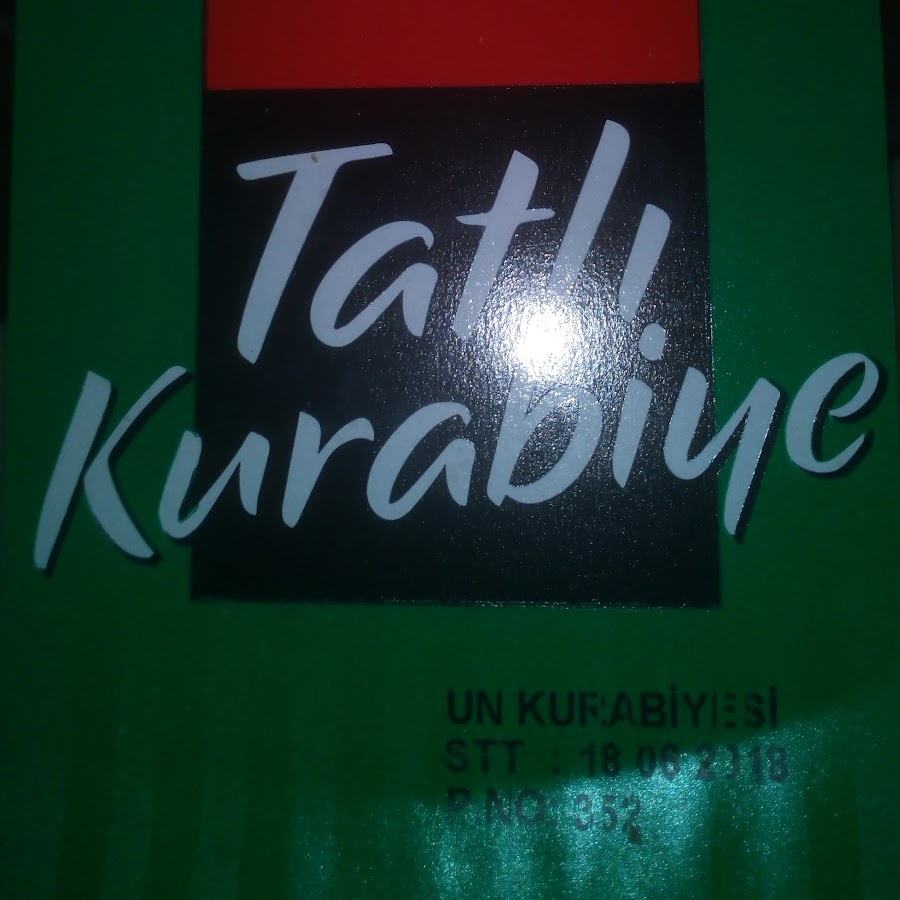 Tatlı
Kurabiye
UN KURABİYESİ
STT : 18 06 2018
P.NO: 352